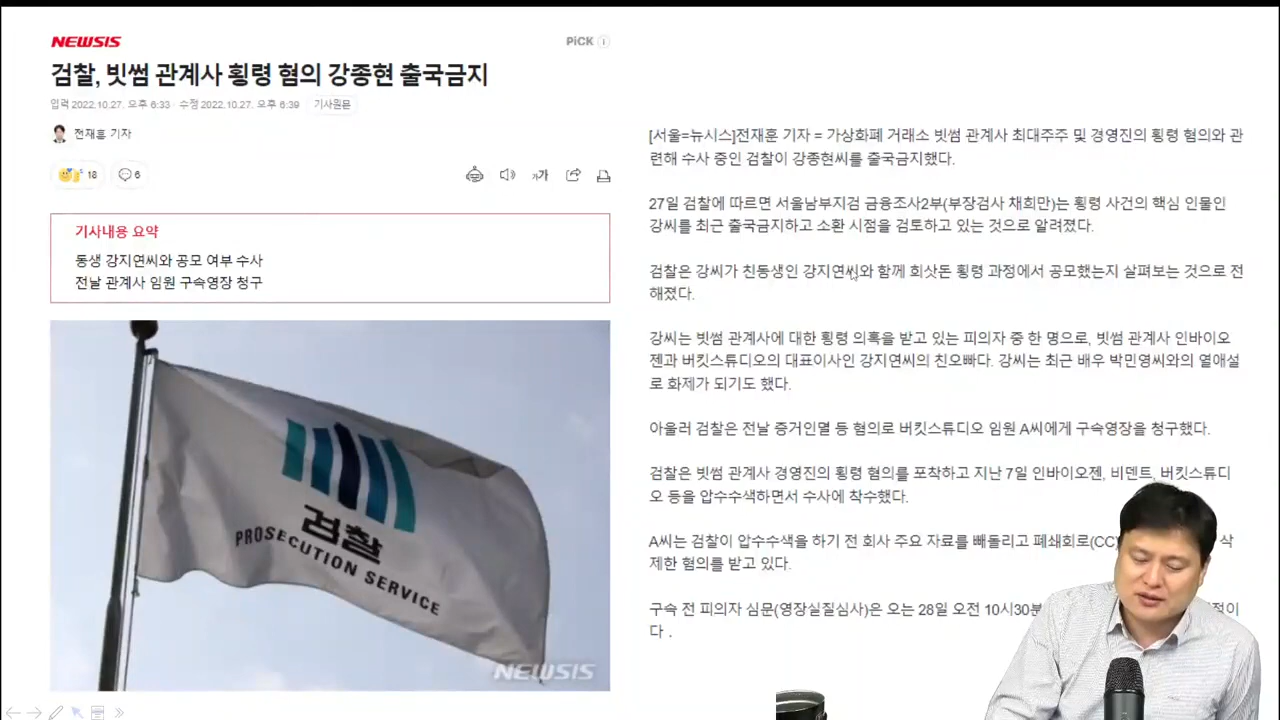 NEWSIS
PiCK
검찰, 빗썸 관계사 횡령 혐의 강종현 출국금지
입력 2022.10.27. 오후 6:33 수정 2022.10.27. 오후 6:39 기사원문
전재훈 기자
18
6
가가
기사내용 요약
동생 강지연씨와 공모 여부 수사
전날 관계사 임원 구속영장 청구
검찰
PROSECUTION SERVICE
NEWSIS
[서울=뉴시스]전재훈 기자 = 가상화폐 거래소 빗썸 관계사 최대주주 및 경영진의 횡령 혐의와 관
련해 수사 중인 검찰이 강종현씨를 출국금지했다.
27일 검찰에 따르면 서울남부지검 금융조사2부(부장검사 채희만)는 횡령 사건의 핵심 인물인
강씨를 최근 출국금지하고 소환 시점을 검토하고 있는 것으로 알려졌다.
검찰은 강씨가 친동생인 강지연씨와 함께 회삿돈 횡령 과정에서 공모했는지 살펴보는 것으로 전
해졌다.
강씨는 빗썸 관계사에 대한 횡령 의혹을 받고 있는 피의자 중 한 명으로, 빗썸 관계사 인바이오
젠과 버킷스튜디오의 대표이사인 강지연씨의 친오빠다. 강씨는 최근 배우 박민영씨와의 열애설
로 화제가 되기도 했다.
아울러 검찰은 전날 증거인멸 등 혐의로 버킷스튜디오 임원 A씨에게 구속영장을 청구했다.
검찰은 빗썸 관계사 경영진의 횡령 혐의를 포착하고 지난 7일 인바이오젠, 비덴트, 버킷스튜디
오 등을 압수수색하면서 수사에 착수했다.
A씨는 검찰이 압수수색을 하기 전 회사 주요 자료를 빼돌리고 폐쇄회로(CC 삭
제한 혐의를 받고 있다.
구속 전 피의자 심문(영장실질심사)은 오는 28일 오전 10시30분
다 .